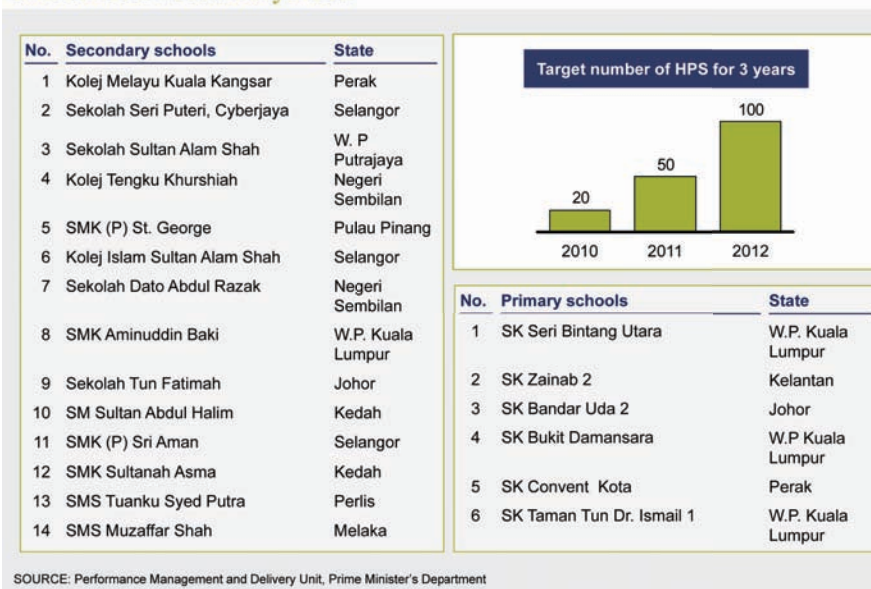 No. Secondary schools State
1 Kolej Melayu Kuala Kangsar Perak
2 Sekolah Seri Puteri, Cyberjaya Selangor
3 Sekolah Sultan Alam Shah W. P
Putrajaya
4 Kolej Tengku Khurshiah Negeri
Sembilan
5 SMK (P) St. George Pulau Pinang
6 Kolej Islam Sultan Alam Shah Selangor
7 Sekolah Dato Abdul Razak Negeri
Sembilan
8 SMK Aminuddin Baki W.P. Kuala
Lumpur
9 Sekolah Tun Fatimah Johor
10 SM Sultan Abdul Halim Kedah
11 SMK (P) Sri Aman Selangor
12 SMK Sultanah Asma Kedah
13 SMS Tuanku Syed Putra Perlis
14 SMS Muzaffar Shah Melaka
Target number of HPS for 3 years
100
50
20
2010 2011 2012
No. Primary schools State
1 SK Seri Bintang Utara W.P. Kuala
Lumpur
2 SK Zainab 2 Kelantan
3 SK Bandar Uda 2 Johor
4 SK Bukit Damansara W.P Kuala
Lumpur
5 SK Convent Kota Perak
6 SK Taman Tun Dr. Ismail 1 W.P. Kuala
Lumpur
SOURCE: Performance Management and Delivery Unit, Prime Minister's Department